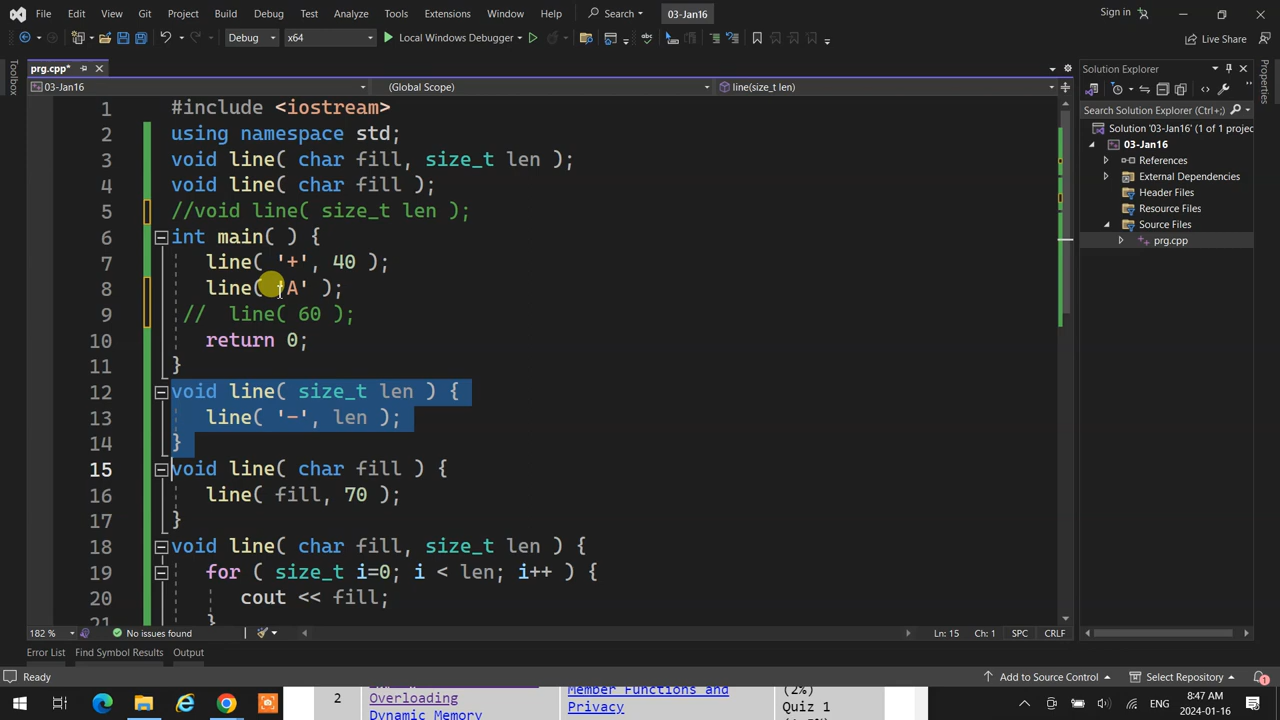 File Edit View Git Project Build Debug Test Analyze Tools Extensions Window Help Search 03-Jan16 Sign in
Debug x64 Local Windows Debugger Live Share
Toolbox
prg.cpp*
03-Jan16 (Global Scope) line(size_t len)
1 #include <iostream>
2 using namespace std;
3 void line( char fill, size_t len );
4 void line( char fill );
5 //void line( size_t len );
6 int main( ) {
7 line( '+', 40 );
8 line( 'A' );
9 // line( 60 );
10 return 0;
11 }
12 void line( size_t len ) {
13 line( '-', len );
14 }
15 void line( char fill ) {
16 line( fill, 70 );
17 }
18 void line( char fill, size_t len ) {
19 for ( size_t i=0; i < len; i++ ) {
20 cout << fill;
21 }
182 % No issues found Ln: 15 Ch: 1 SPC CRLF
Error List Find Symbol Results Output
Solution Explorer
Search Solution Explorer (Ctrl+;)
Solution '03-Jan16' (1 of 1 projec
03-Jan16
References
External Dependencies
Header Files
Resource Files
Source Files
prg.cpp
Properties
Ready Add to Source Control Select Repository 1
2 Overloading Member Functions and (2%)
Dynamic Memory Privacy Quiz 1
8:47 AM
2024-01-16